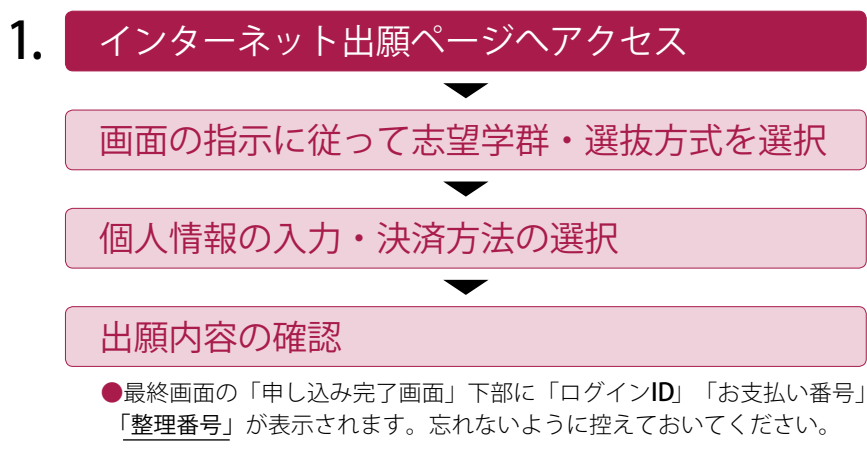 1. インターネット出願ページへアクセス
画面の指示に従って志望学群・選抜方式を選択
個人情報の入力・決済方法の選択
出願内容の確認
●最終画面の「申し込み完了画面」下部に「ログインID」「お支払い番号」
「整理番号」が表示されます。忘れないように控えておいてください。